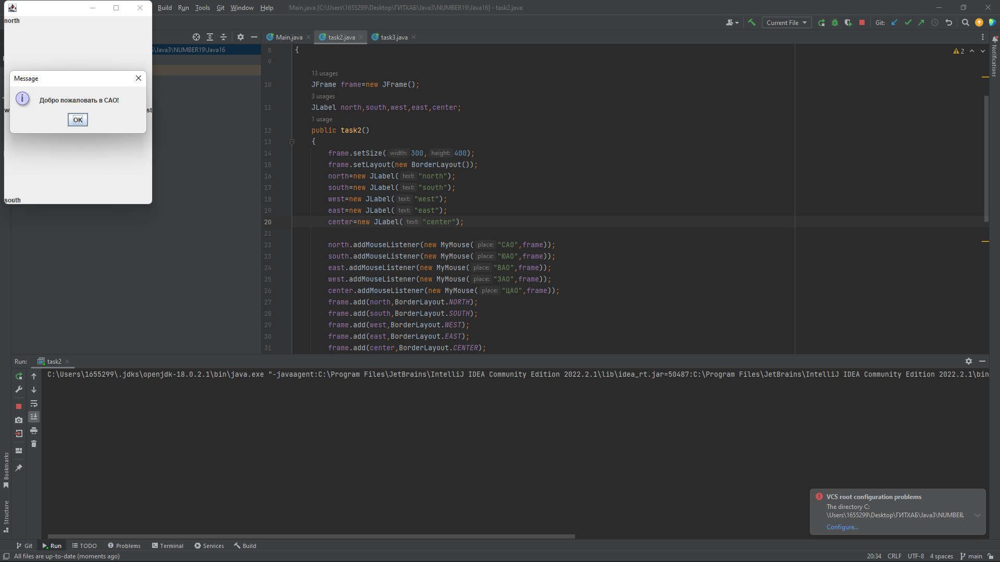 Build Run Tools Git Window Help Main.java [C:\Users\1655299\Desktop\ГИТХАБ\Java3\NUMBER19\Java16] - task2.java
north
Current File Git:
\Java3\NUMBER19\Java16
Main.java task2.java task3.java
Notifications
2
Message
Добро пожаловать в САО!
OK
st
south
8 {
9
13 usages
10 JFrame frame=new JFrame();
3 usages
11 JLabel north,south,west,east,center;
1 usage
12 public task2()
13 {
14 frame.setSize( width: 300, height: 400);
15 frame.setLayout(new BorderLayout());
16 north=new JLabel( text: "north");
17 south=new JLabel( text: "south");
18 west=new JLabel( text: "west");
19 east=new JLabel( text: "east");
20 center=new JLabel( text: "center");
21
22 north.addMouseListener(new MyMouse( place: "САО",frame));
23 south.addMouseListener(new MyMouse( place: "ЮАО",frame));
24 east.addMouseListener(new MyMouse( place: "ВАО",frame));
25 west.addMouseListener(new MyMouse( place: "ЗАО",frame));
26 center.addMouseListener(new MyMouse( place: "ЦАО",frame));
27 frame.add(north,BorderLayout.NORTH);
28 frame.add(south,BorderLayout.SOUTH);
29 frame.add(west,BorderLayout.WEST);
30 frame.add(east,BorderLayout.EAST);
31 frame.add(center,BorderLayout.CENTER);
Run: task2
C:\Users\1655299\.jdks\openjdk-18.0.2.1\bin\java.exe "-javaagent:C:\Program Files\JetBrains\IntelliJ IDEA Community Edition 2022.2.1\lib\idea_rt.jar=50487:C:\Program Files\JetBrains\IntelliJ IDEA Community Edition 2022.2.1\bin
Bookmarks
Structure
VCS root configuration problems
The directory C:
\Users\1655299\Desktop\ГИТХАБ\Java3\NUMBER.
Configure...
Git Run TODO Problems Terminal Services Build
All files are up-to-date (moments ago) 20:34 CRLF UTF-8 4 spaces main